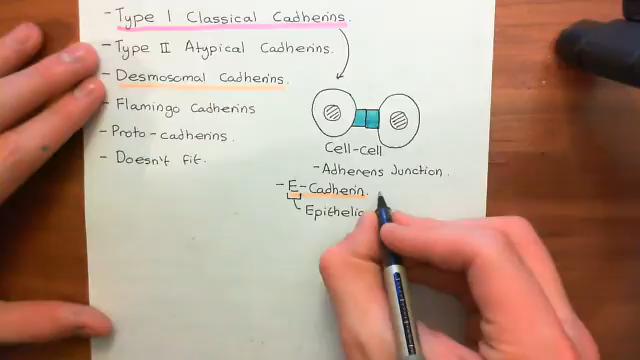 - Type I Classical Cadherins.
- Type II Atypical Cadherins.
- Desmosomal Cadherins.
- Flamingo Cadherins
- Proto-cadherins.
- Doesn't fit.
Cell-cell
- Adherens Junction.
- E-Cadherin.